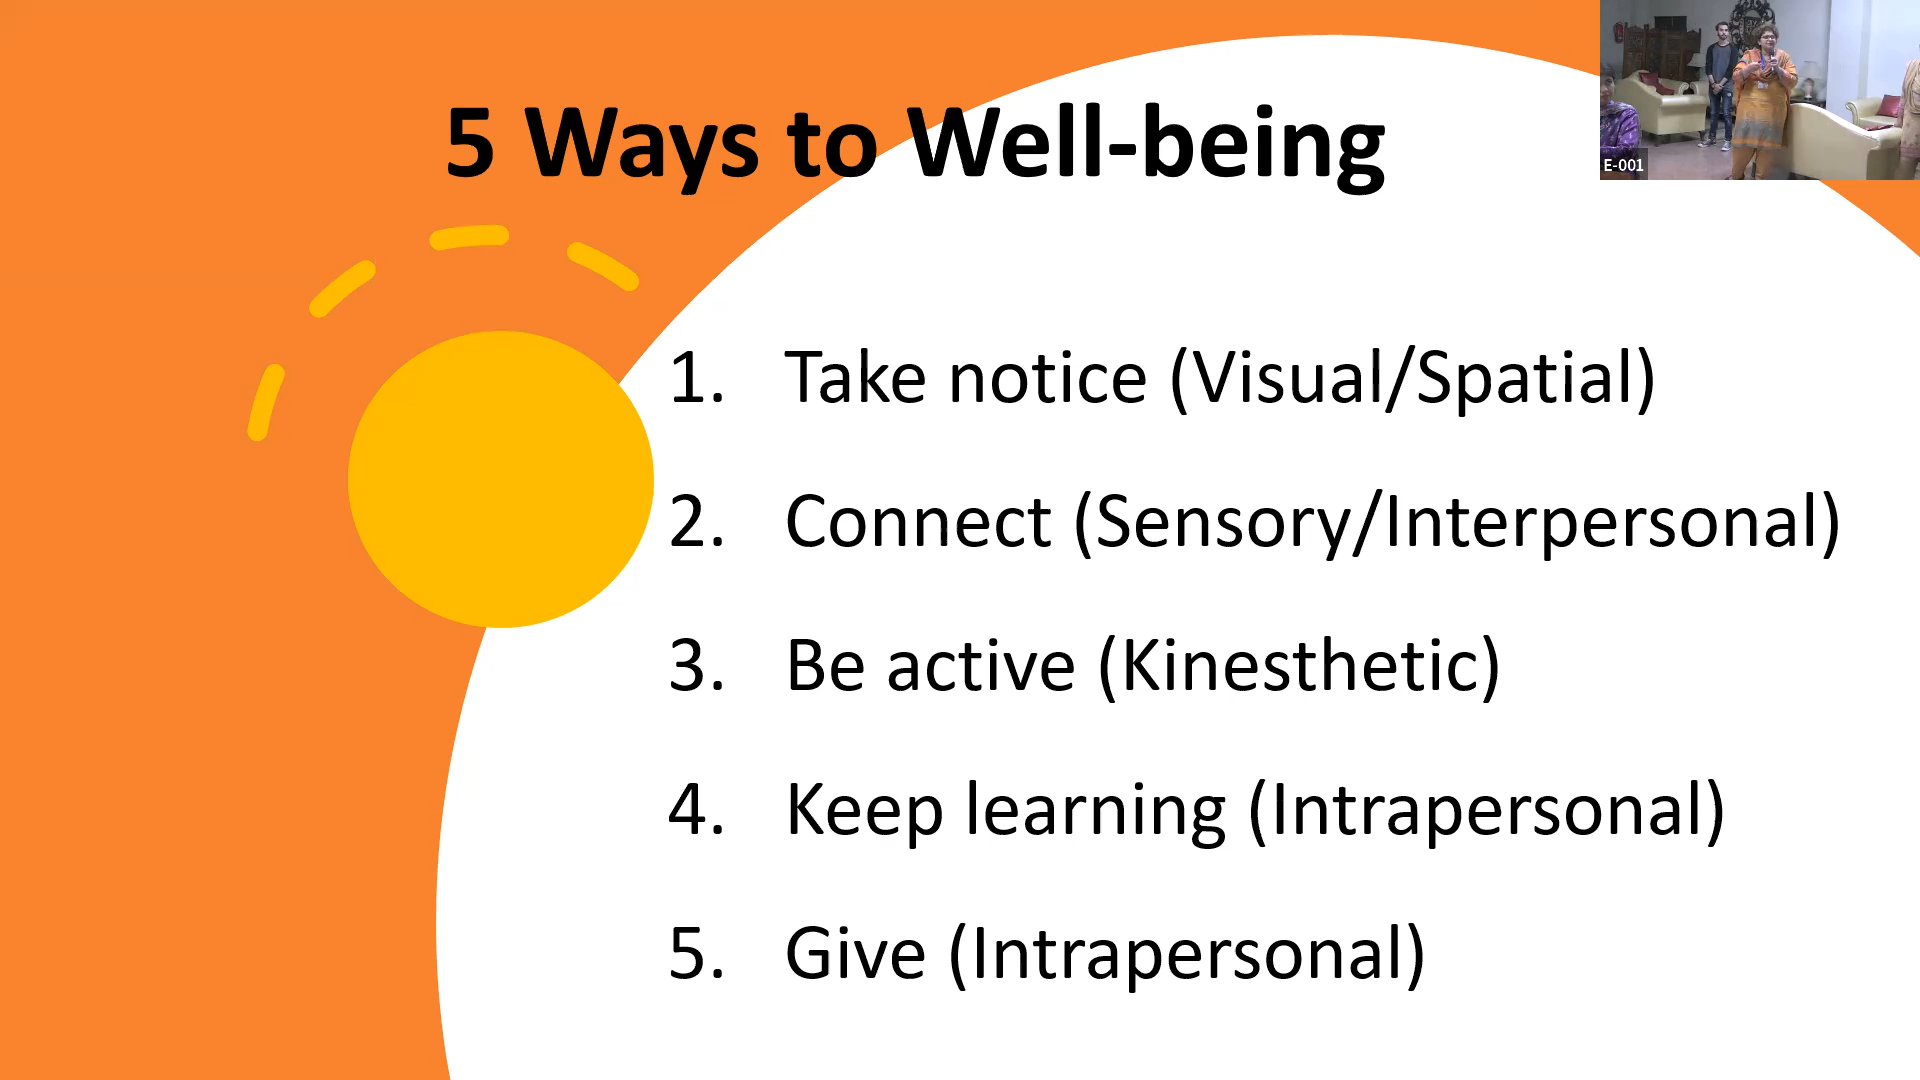 5 Ways to Well-being
1. Take notice (Visual/Spatial)
2. Connect (Sensory/Interpersonal)
3. Be active (Kinesthetic)
4. Keep learning (Intrapersonal)
5. Give (Intrapersonal)
E-001